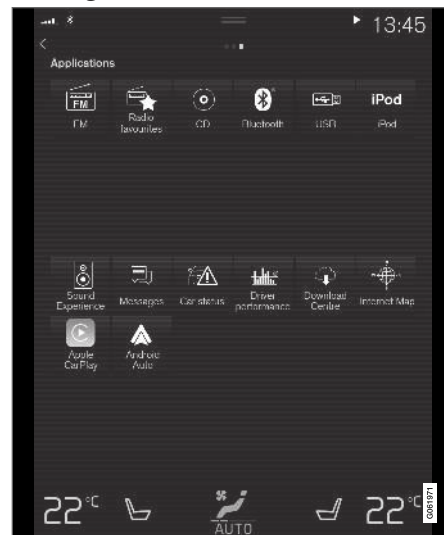 13:45
Applications
FM
FM
Radio
favourites
CD
Bluetooth
USB
iPod
iPod
Sound
Experience
Messages
Car status
Driver
performance
Download
Centre
Internet Map
Apple
CarPlay
Android
Auto
22°C
AUTO
22°C
G061971